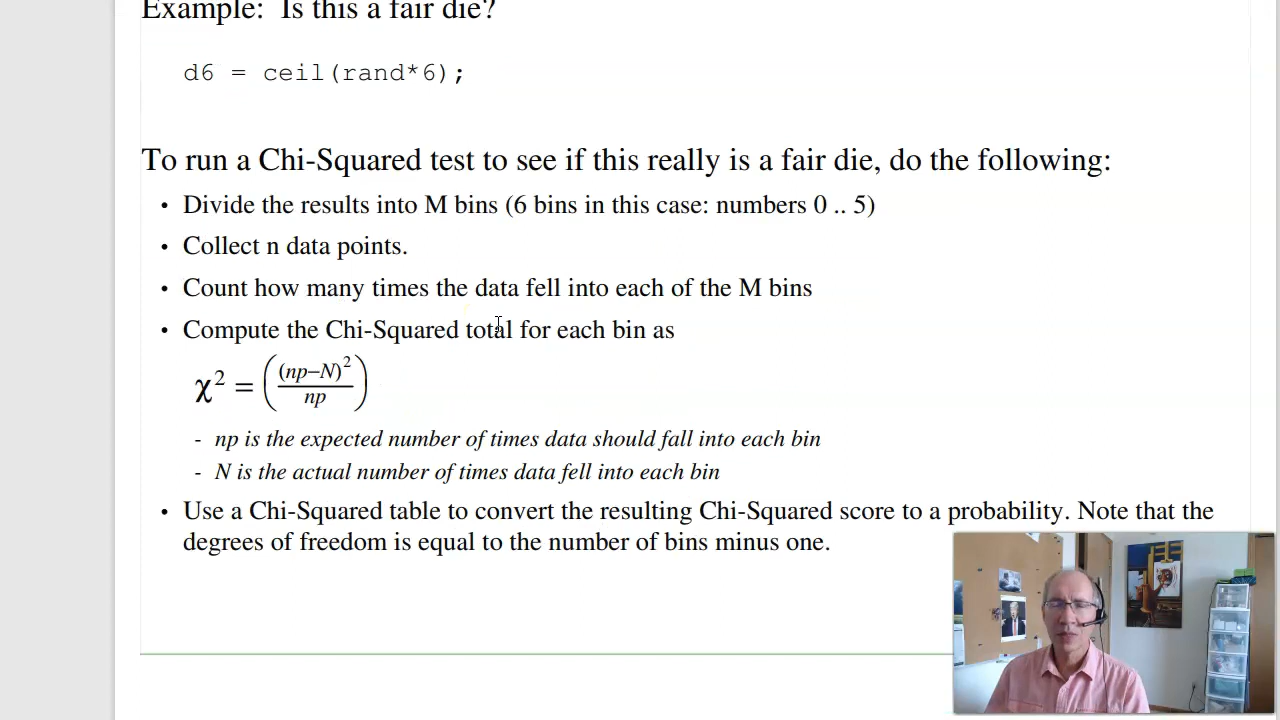 Example: Is this a fair die?
d6 = ceil(rand*6);
To run a Chi-Squared test to see if this really is a fair die, do the following:
• Divide the results into M bins (6 bins in this case: numbers 0 .. 5)
• Collect n data points.
• Count how many times the data fell into each of the M bins
• Compute the Chi-Squared total for each bin as
χ² = ((np−N)²/np)
- np is the expected number of times data should fall into each bin
- N is the actual number of times data fell into each bin
• Use a Chi-Squared table to convert the resulting Chi-Squared score to a probability. Note that the
degrees of freedom is equal to the number of bins minus one.